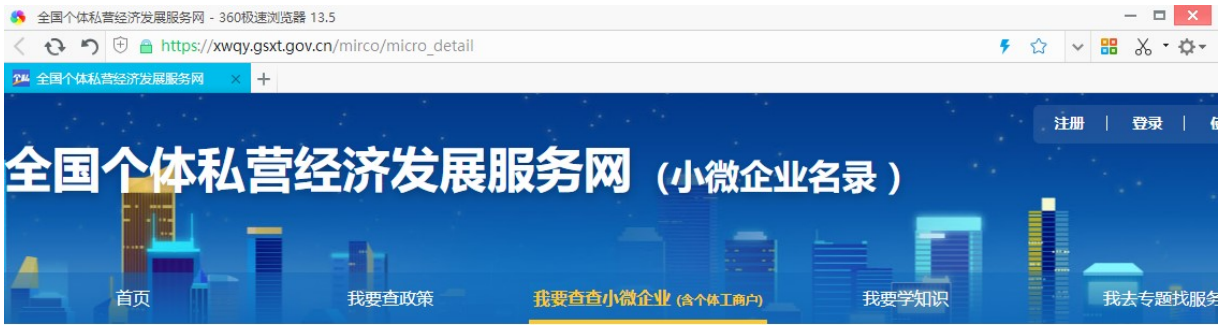 全国个体私营经济发展服务网 - 360极速浏览器 13.5
https://xwqy.gsxt.gov.cn/mirco/micro_detail
全国个体私营经济发展服务网
注册 | 登录 |
全国个体私营经济发展服务网（小微企业名录 ）
首页 我要查政策 我要查查小微企业 (含个体工商户) 我要学知识 我去专题找服务